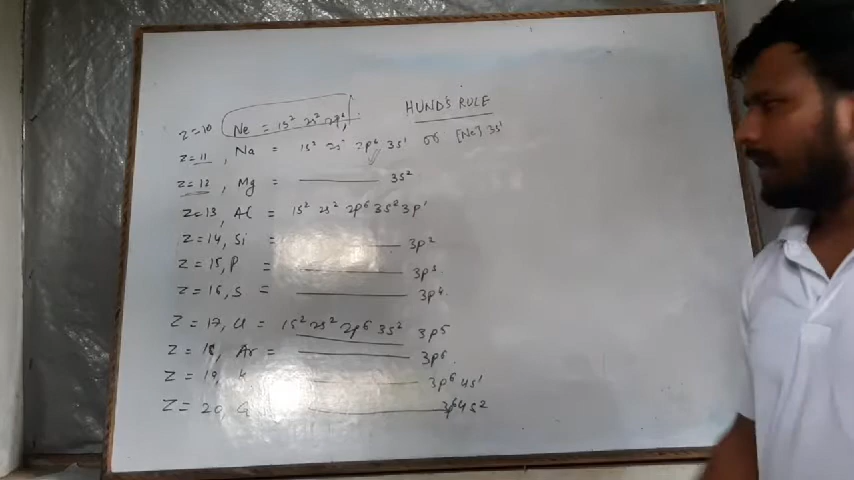 HUND'S RULE
Z=10 Ne = 1s² 2s² 2p⁶
Z=11, Na = 1s² 2s² 2p⁶ 3s¹ or [Ne] 3s¹
Z=12, Mg = 3s²
Z=13, Al = 1s² 2s² 2p⁶ 3s² 3p¹
Z=14, Si = 3p²
Z=15, P = 3p³
Z=16, S = 3p⁴
Z=17, Cl = 1s² 2s² 2p⁶ 3s² 3p⁵
Z=18, Ar = 3p⁶
Z=19, K 3p⁶ 4s¹
Z=20, Ca 3p⁶ 4s²